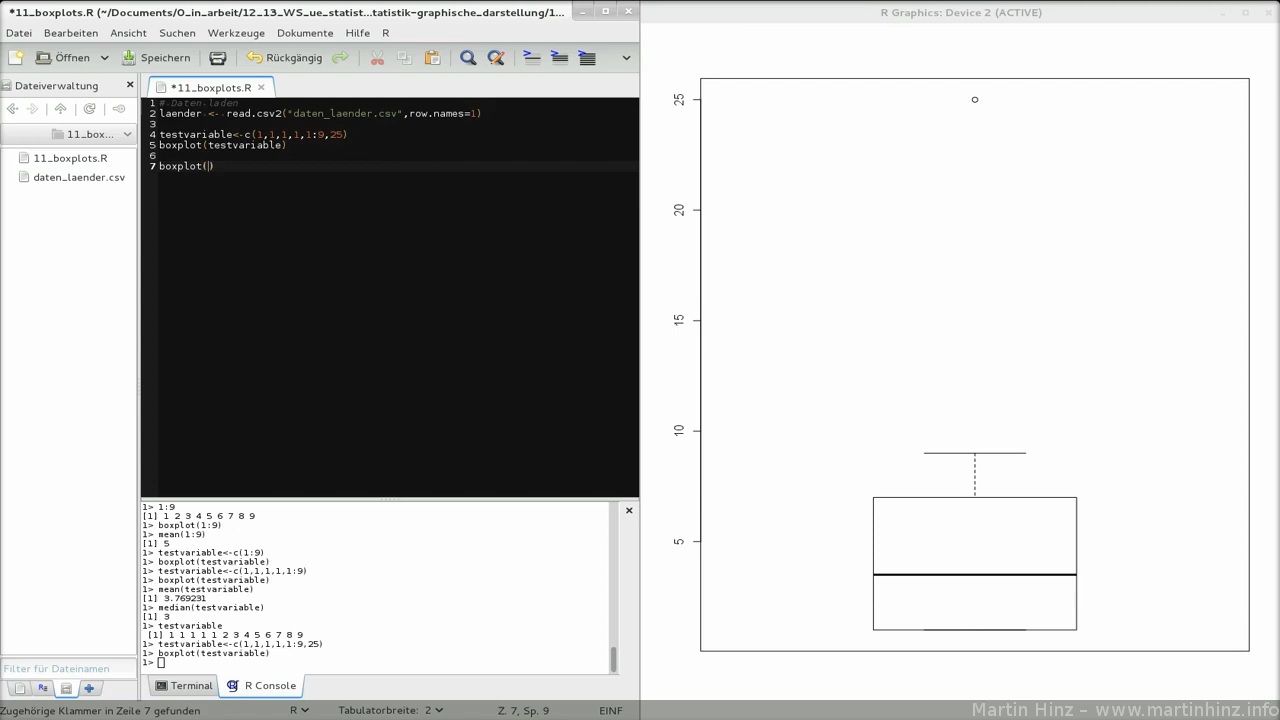 *11_boxplots.R (~/Documents/0_in_arbeit/12_13_WS_ue_statist...tatistik-graphische_darstellung/1...
R Graphics: Device 2 (ACTIVE)
Datei Bearbeiten Ansicht Suchen Werkzeuge Dokumente Hilfe R
Öffnen Speichern Rückgängig
Dateiverwaltung
*11_boxplots.R
11_box...
11_boxplots.R
daten_laender.csv
1 # Daten laden
2 laender <- read.csv2("daten_laender.csv",row.names=1)
3
4 testvariable<-c(1,1,1,1,1:9,25)
5 boxplot(testvariable)
6
7 boxplot()
1> 1:9
[1] 1 2 3 4 5 6 7 8 9
1> boxplot(1:9)
1> mean(1:9)
[1] 5
1> testvariable<-c(1:9)
1> boxplot(testvariable)
1> testvariable<-c(1,1,1,1,1:9)
1> boxplot(testvariable)
1> mean(testvariable)
[1] 3.769231
1> median(testvariable)
[1] 3
1> testvariable
[1] 1 1 1 1 1 2 3 4 5 6 7 8 9
1> testvariable<-c(1,1,1,1,1:9,25)
1> boxplot(testvariable)
1>
Filter für Dateinamen
Terminal R Console
Zugehörige Klammer in Zeile 7 gefunden R Tabulatorbreite: 2 Z. 7, Sp. 9 EINF
25
20
15
10
5
Martin Hinz - www.martinhinz.info